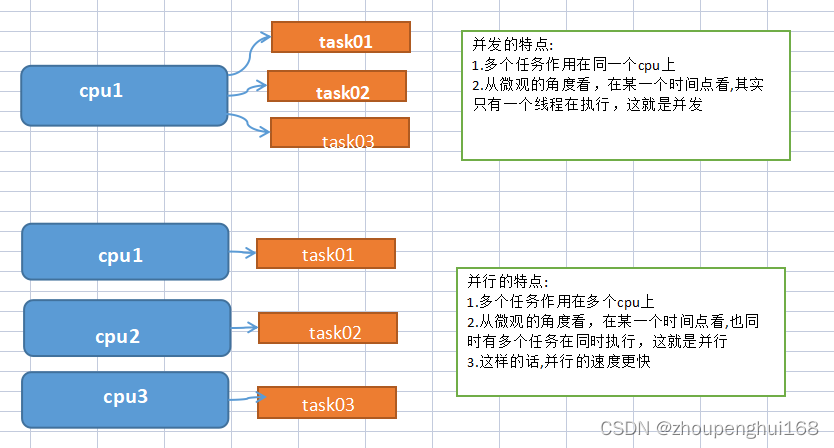 cpu1
task01
task02
task03
并发的特点:
1.多个任务作用在同一个cpu上
2.从微观的角度看，在某一个时间点看,其实
只有一个线程在执行，这就是并发
cpu1
task01
cpu2
task02
cpu3
task03
并行的特点:
1.多个任务作用在多个cpu上
2.从微观的角度看，在某一个时间点看,也同
时有多个任务在同时执行，这就是并行
3.这样的话,并行的速度更快
CSDN @zhoupenghui168